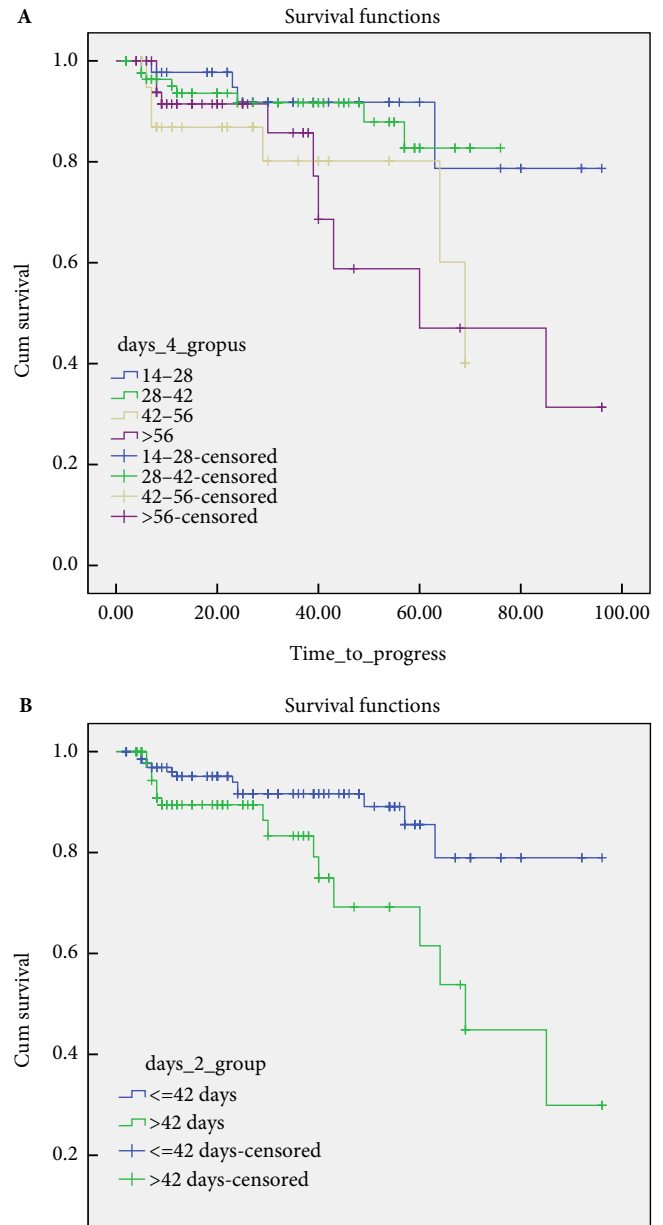 A
Survival functions
1.0
0.8
0.6
0.4
0.2
0.0
Cum survival
days_4_gropus
14–28
28–42
42–56
>56
14–28-censored
28–42-censored
42–56-censored
>56-censored
0.00 20.00 40.00 60.00 80.00 100.00
Time_to_progress
B
Survival functions
1.0
0.8
0.6
0.4
0.2
Cum survival
days_2_group
<=42 days
>42 days
<=42 days-censored
>42 days-censored